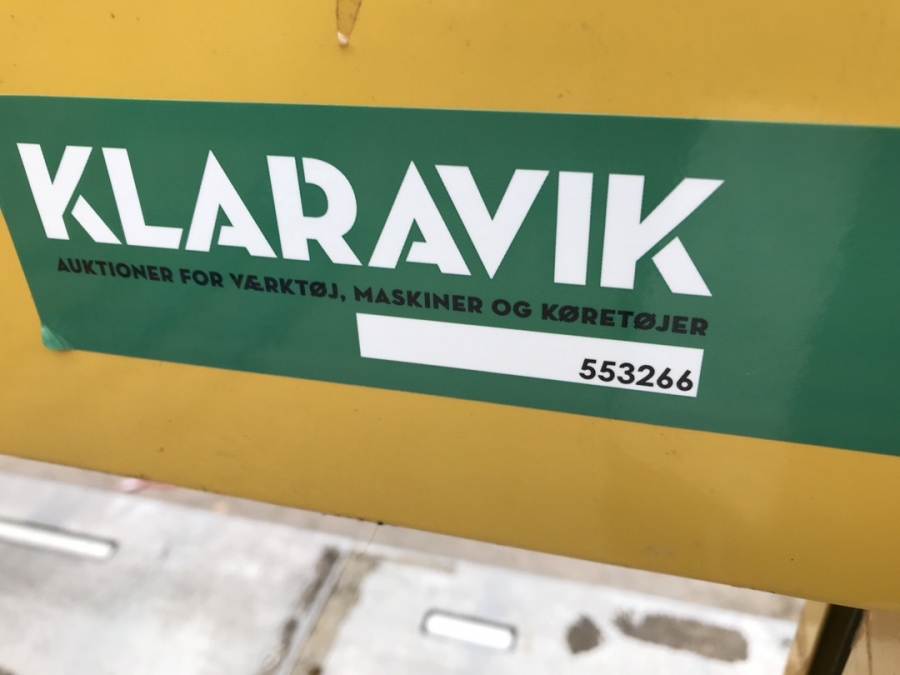 KLARAVIK
AUKTIONER FOR VÆRKTØJ, MASKINER OG KØRETØJER
553266